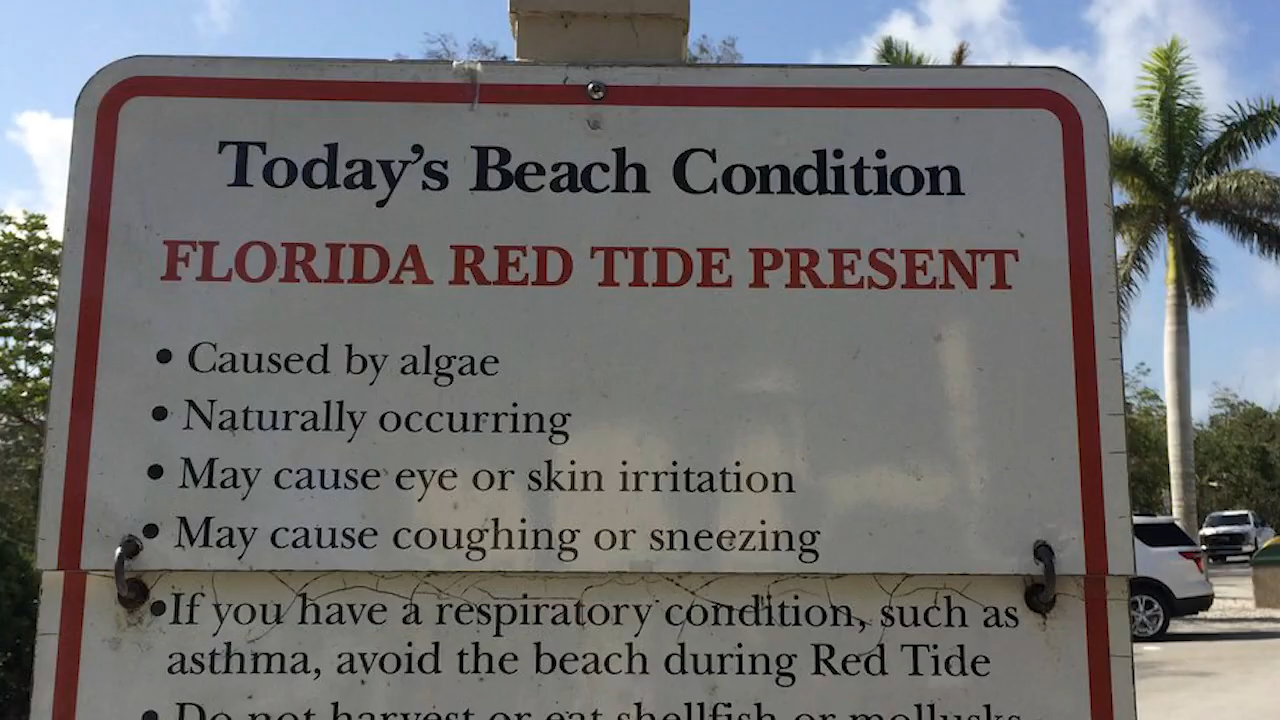 Today's Beach Condition
FLORIDA RED TIDE PRESENT
• Caused by algae
• Naturally occurring
• May cause eye or skin irritation
• May cause coughing or sneezing
•If you have a respiratory condition, such as
asthma, avoid the beach during Red Tide
• Do not harvest or eat shellfish or mollusks